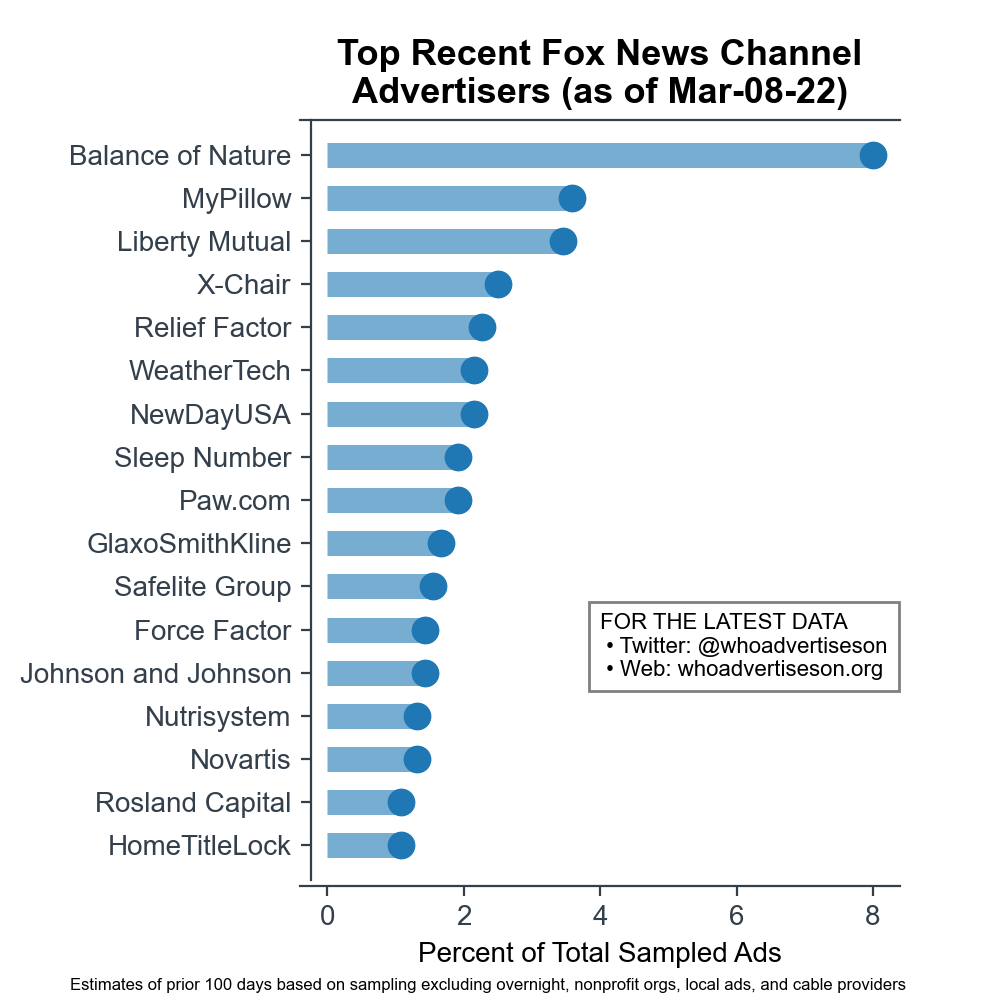 Top Recent Fox News Channel
Advertisers (as of Mar-08-22)
Balance of Nature
MyPillow
Liberty Mutual
X-Chair
Relief Factor
WeatherTech
NewDayUSA
Sleep Number
Paw.com
GlaxoSmithKline
Safelite Group
Force Factor
Johnson and Johnson
Nutrisystem
Novartis
Rosland Capital
HomeTitleLock
FOR THE LATEST DATA
• Twitter: @whoadvertiseson
• Web: whoadvertiseson.org
0 2 4 6 8
Percent of Total Sampled Ads
Estimates of prior 100 days based on sampling excluding overnight, nonprofit orgs, local ads, and cable providers